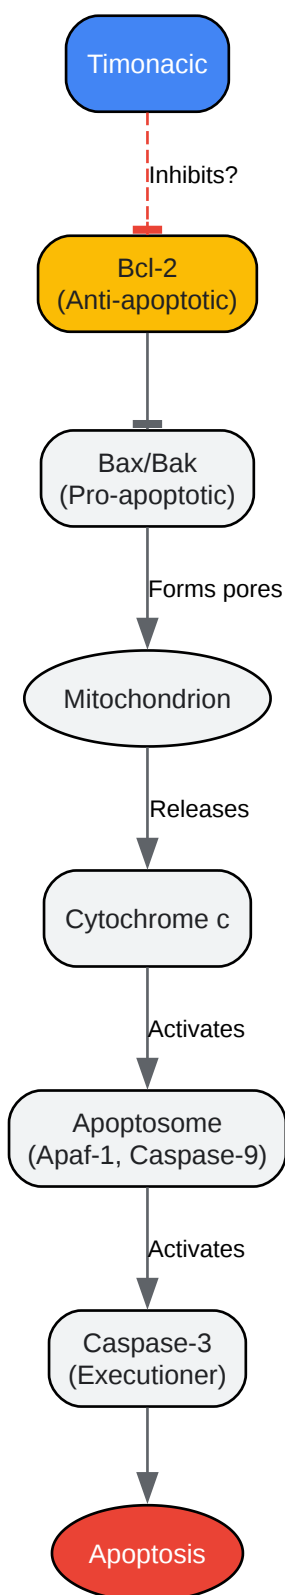 Timonacic
Inhibits?
Bcl-2
(Anti-apoptotic)
Bax/Bak
(Pro-apoptotic)
Forms pores
Mitochondrion
Releases
Cytochrome c
Activates
Apoptosome
(Apaf-1, Caspase-9)
Activates
Caspase-3
(Executioner)
Apoptosis